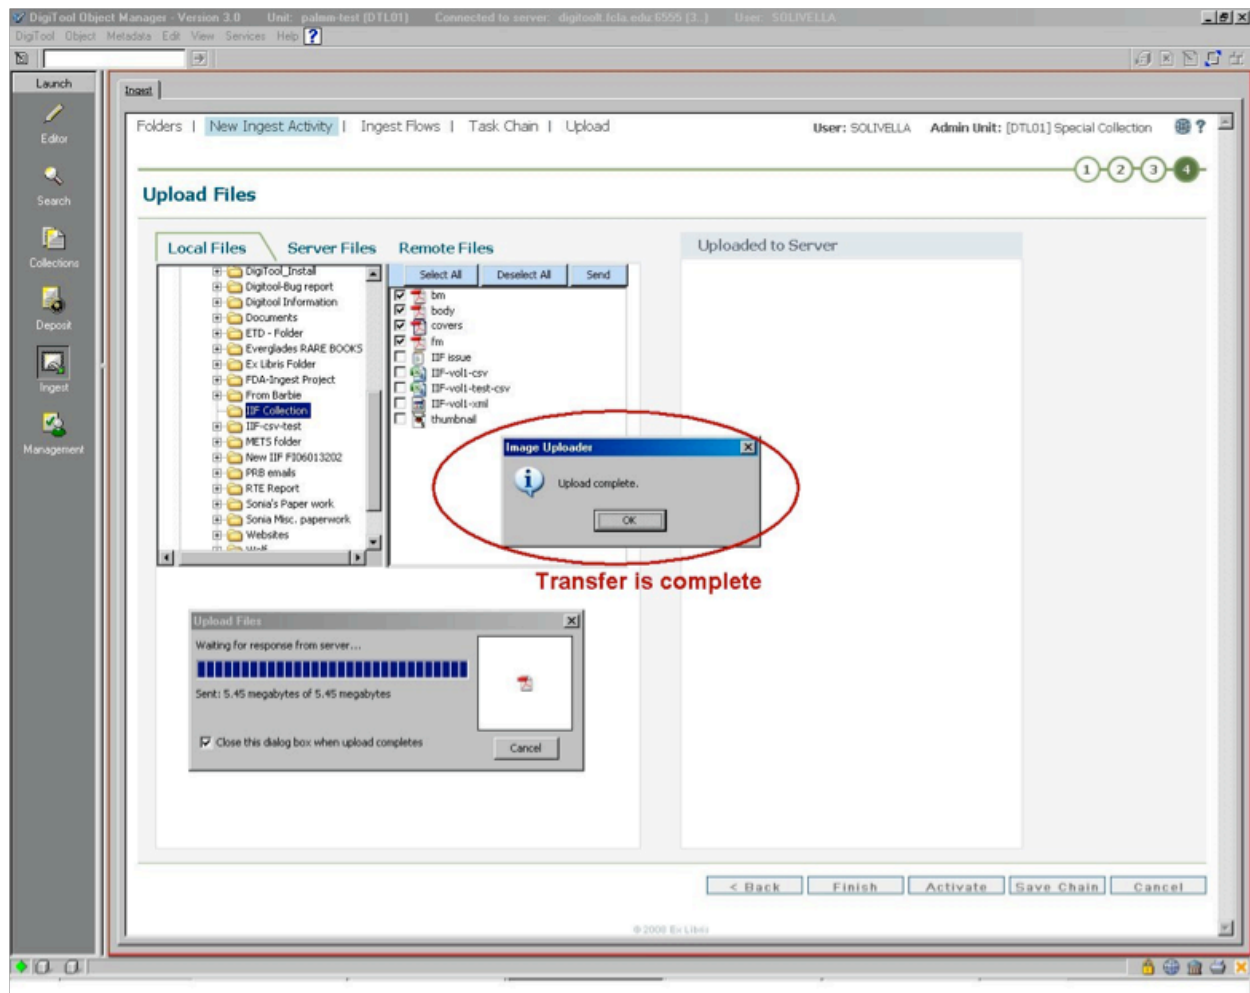 DigiTool Object Manager - Version 3.0 Unit: palmm-test [DTL01] Connected to server: digitoolt.fcla.edu:6555 [3..] User: SOLIVELLA
DigiTool Object Metadata Edit View Services Help ?
Launch
Editor
Search
Collections
Deposit
Ingest
Management
Ingest
Folders | New Ingest Activity | Ingest Flows | Task Chain | Upload
User: SOLIVELLA Admin Unit: [DTL01] Special Collection ?
1 2 3 4
Upload Files
Local Files Server Files Remote Files
DigiTool_Install
Digitool-Bug report
Digitool Information
Documents
ETD - Folder
Everglades RARE BOOKS
Ex Libris Folder
FDA-Ingest Project
From Barbie
IIF Collection
IIF-csv-test
METS folder
New IIF FI06013202
PRB emails
RTE Report
Sonia's Paper work
Sonia Misc. paperwork
Websites
Select All Deselect All Send
bm
body
covers
fm
IIF issue
IIF-vol1-csv
IIF-vol1-test-csv
IIF-vol1-xml
thumbnail
Uploaded to Server
Image Uploader
Upload complete.
OK
Transfer is complete
Upload Files
Waiting for response from server...
Sent: 5.45 megabytes of 5.45 megabytes
Close this dialog box when upload completes
Cancel
< Back Finish Activate Save Chain Cancel
© 2008 Ex Libris